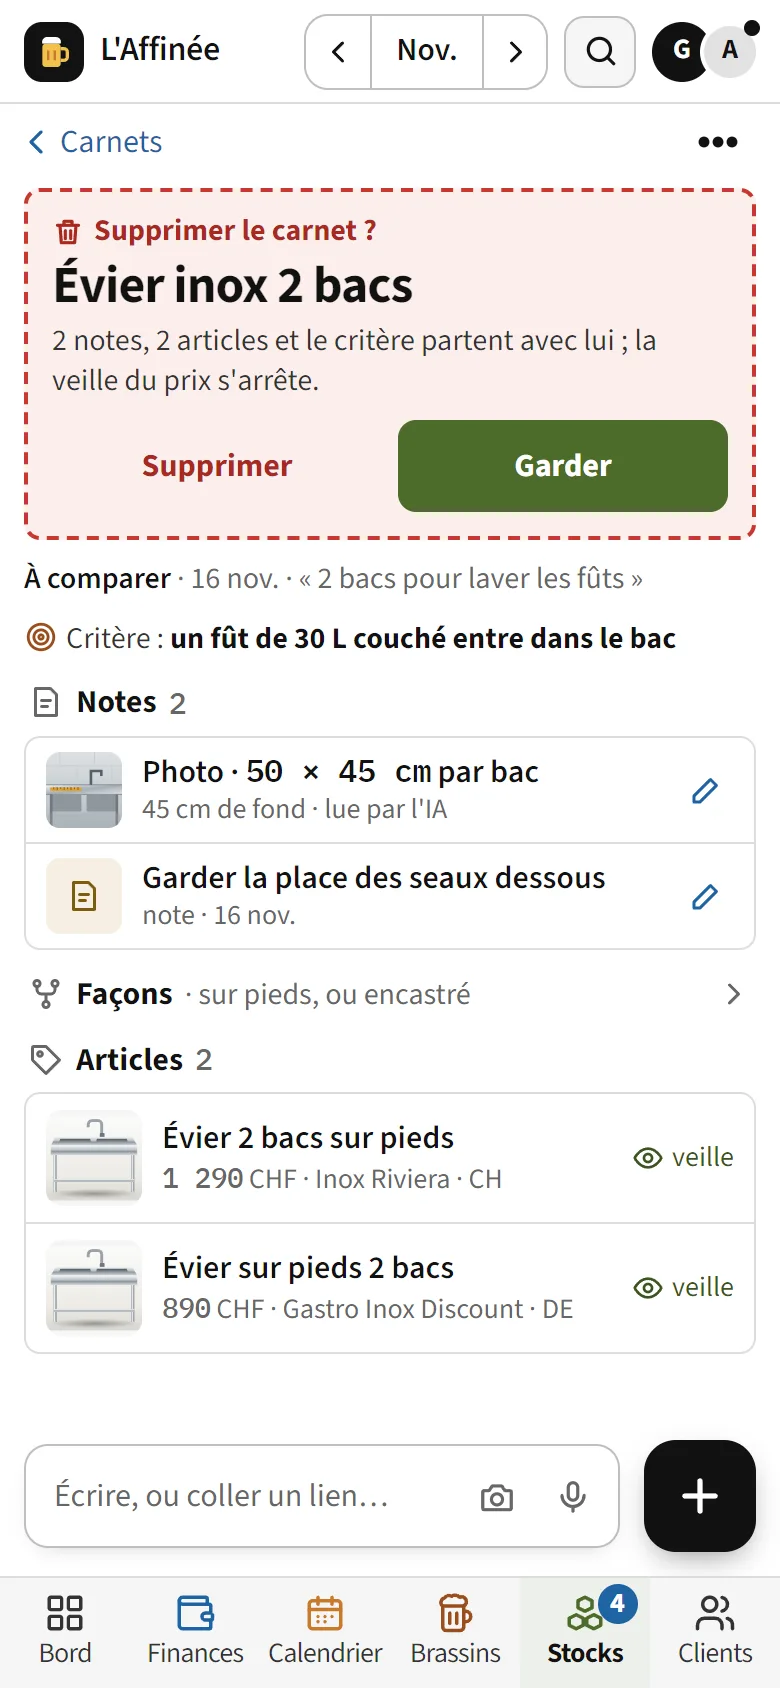 L'Affinée
Nov.
G
A
Carnets
Supprimer le carnet ?
Évier inox 2 bacs
2 notes, 2 articles et le critère partent avec lui ; la
veille du prix s'arrête.
Supprimer
Garder
À comparer · 16 nov. · « 2 bacs pour laver les fûts »
Critère : un fût de 30 L couché entre dans le bac
Notes 2
Photo · 50 × 45 cm par bac
45 cm de fond · lue par l'IA
Garder la place des seaux dessous
note · 16 nov.
Façons · sur pieds, ou encastré
Articles 2
Évier 2 bacs sur pieds
1 290 CHF · Inox Riviera · CH
veille
Évier sur pieds 2 bacs
890 CHF · Gastro Inox Discount · DE
veille
Écrire, ou coller un lien…
4
Bord
Finances
Calendrier
Brassins
Stocks
Clients